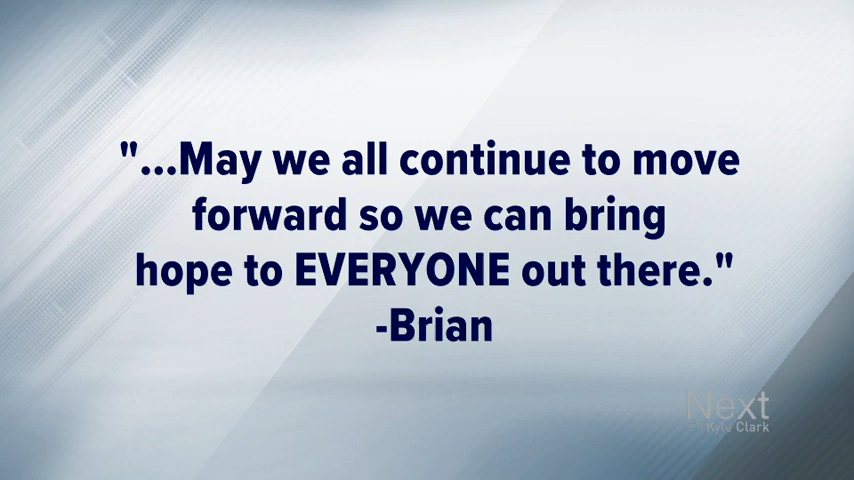 "...May we all continue to move
forward so we can bring
hope to EVERYONE out there."
-Brian
Next
Kyle Clark